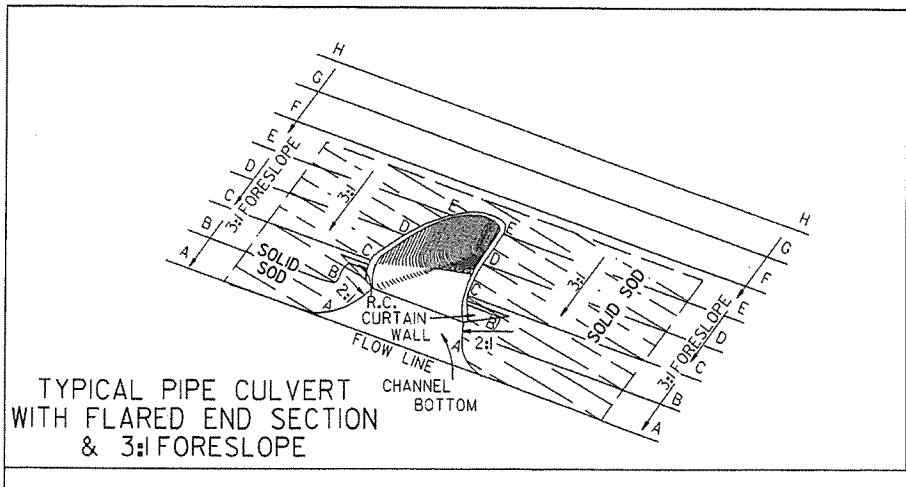 H
G
F
E
D
C
B
A
3:1 FORESLOPE
3:1
SOLID
SOD
E
E
D
D
C
C
B
B
A
A
2:1
2:1
R.C.
CURTAIN
WALL
FLOW LINE
CHANNEL
BOTTOM
3:1
SOLID SOD
H
G
F
E
D
C
B
A
3:1 FORESLOPE
TYPICAL PIPE CULVERT
WITH FLARED END SECTION
& 3:1 FORESLOPE